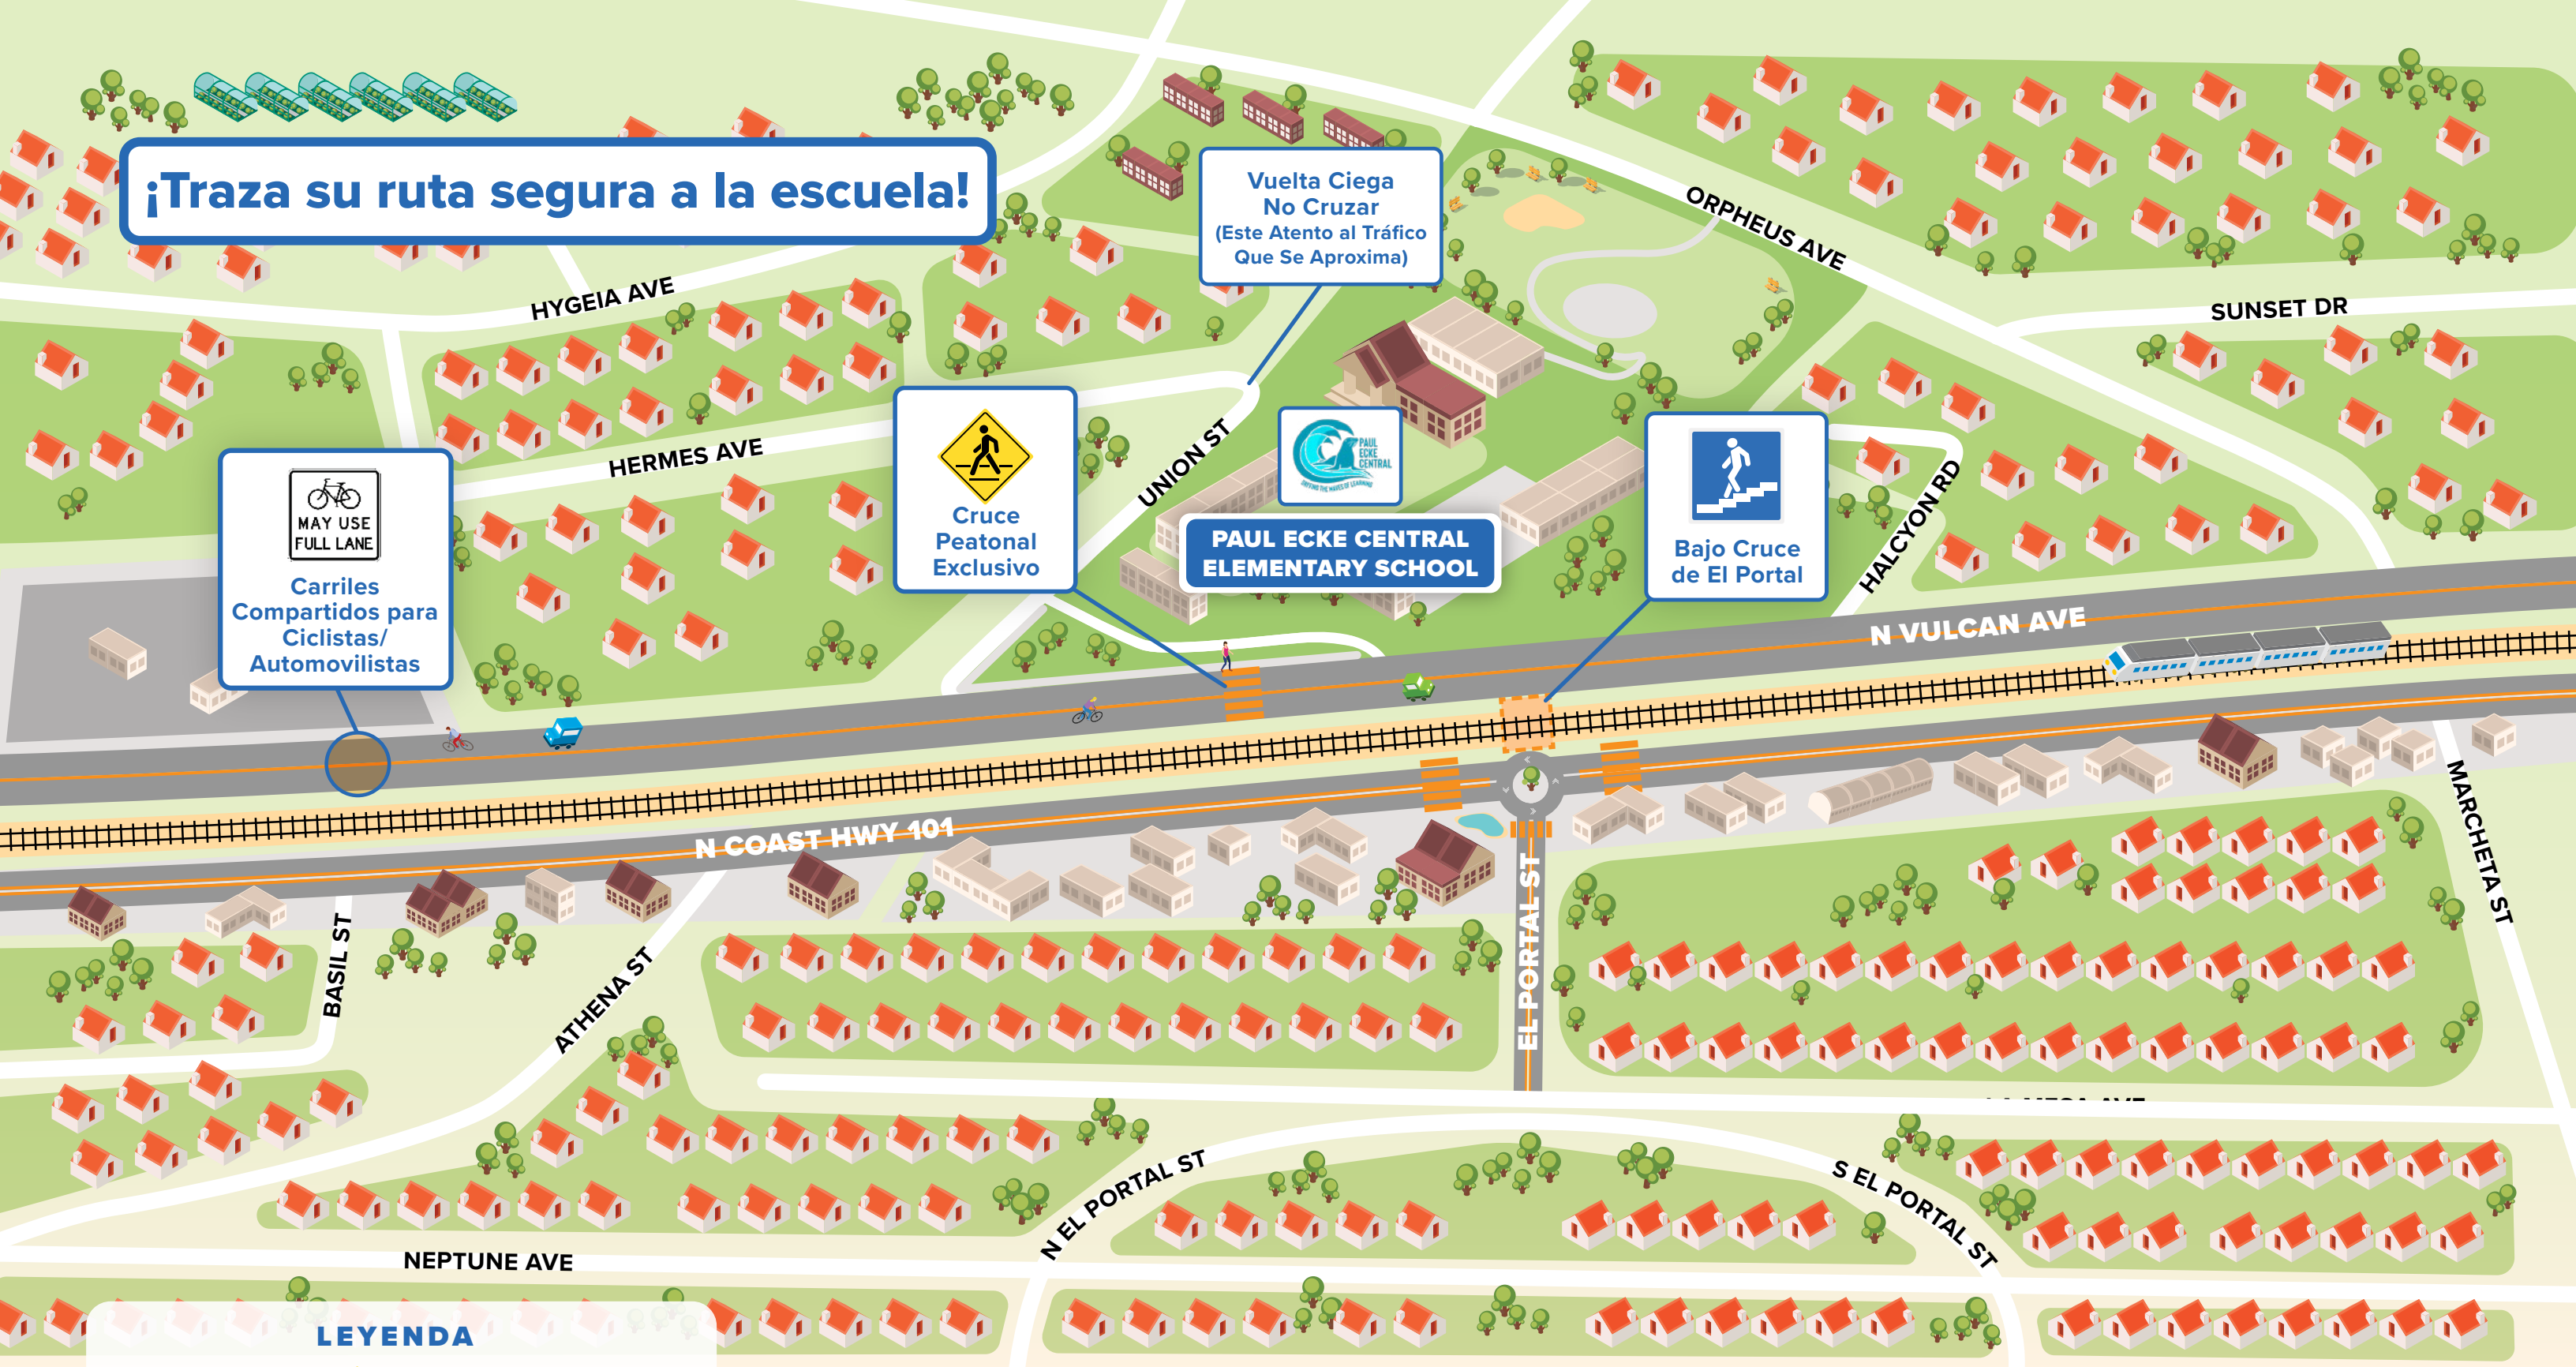 ¡Traza su ruta segura a la escuela!
Vuelta Ciega
No Cruzar
(Este Atento al Tráfico
Que Se Aproxima)
ORPHEUS AVE
SUNSET DR
HYGEIA AVE
HERMES AVE
UNION ST
HALCYON RD
MAY USE
FULL LANE
Carriles
Compartidos para
Ciclistas/
Automovilistas
Cruce
Peatonal
Exclusivo
PAUL
ECKE
CENTRAL
PAUL ECKE CENTRAL
ELEMENTARY SCHOOL
Bajo Cruce
de El Portal
N VULCAN AVE
N COAST HWY 101
MARCHETA ST
BASIL ST
ATHENA ST
EL PORTAL ST
N EL PORTAL ST
S EL PORTAL ST
NEPTUNE AVE
LEYENDA